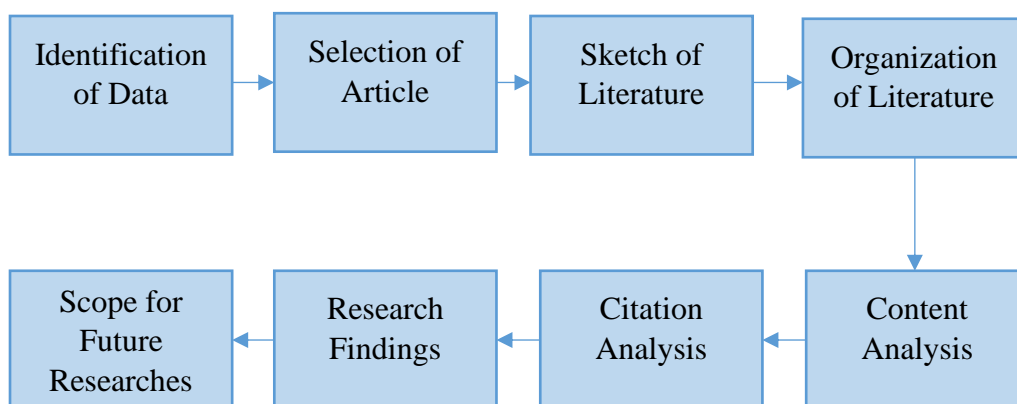 Identification
of Data
Selection of
Article
Sketch of
Literature
Organization
of Literature
Content
Analysis
Citation
Analysis
Research
Findings
Scope for
Future
Researches